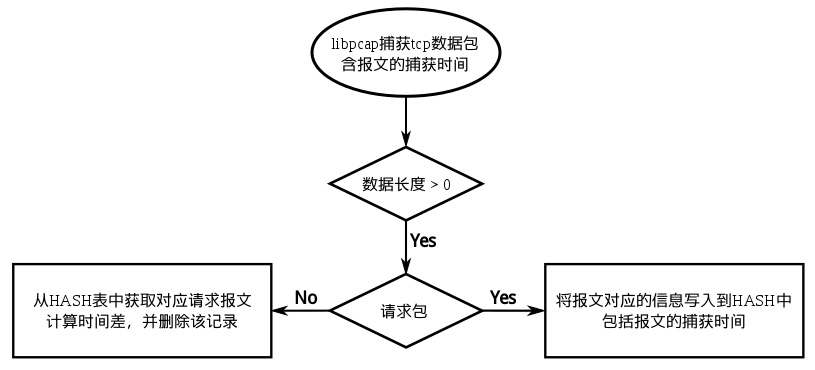 libpcap捕获tcp数据包
含报文的捕获时间
数据长度 > 0
Yes
请求包
No
Yes
从HASH表中获取对应请求报文
计算时间差，并删除该记录
将报文对应的信息写入到HASH中
包括报文的捕获时间